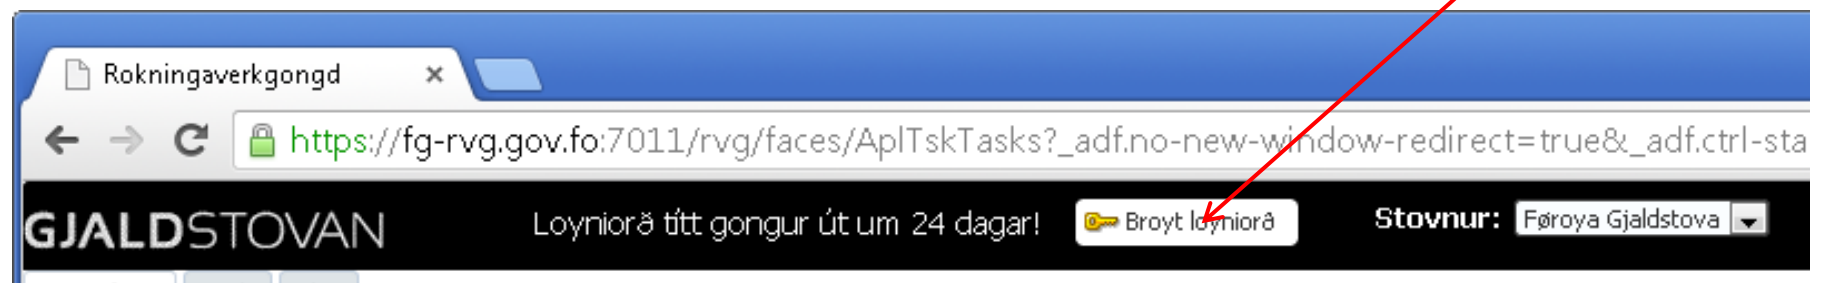 Rokningaverkgongd
https://fg-rvg.gov.fo:7011/rvg/faces/AplTskTasks?_adf.no-new-window-redirect=true&_adf.ctrl-sta
GJALDSTOVAN Loyniorð títt gongur út um 24 dagar! Broyt loyniorð Stovnur: Føroya Gjaldstova